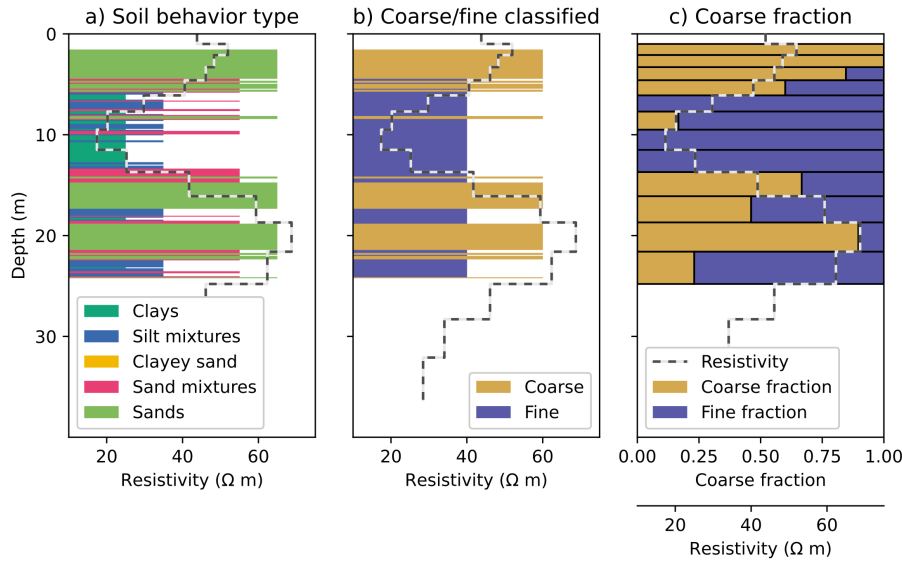 a) Soil behavior type
b) Coarse/fine classified
c) Coarse fraction
0
10
20
30
Depth (m)
Clays
Silt mixtures
Clayey sand
Sand mixtures
Sands
Coarse
Fine
Resistivity
Coarse fraction
Fine fraction
20 40 60
Resistivity (Ω m)
20 40 60
Resistivity (Ω m)
0.00 0.25 0.50 0.75 1.00
Coarse fraction
20 40 60
Resistivity (Ω m)